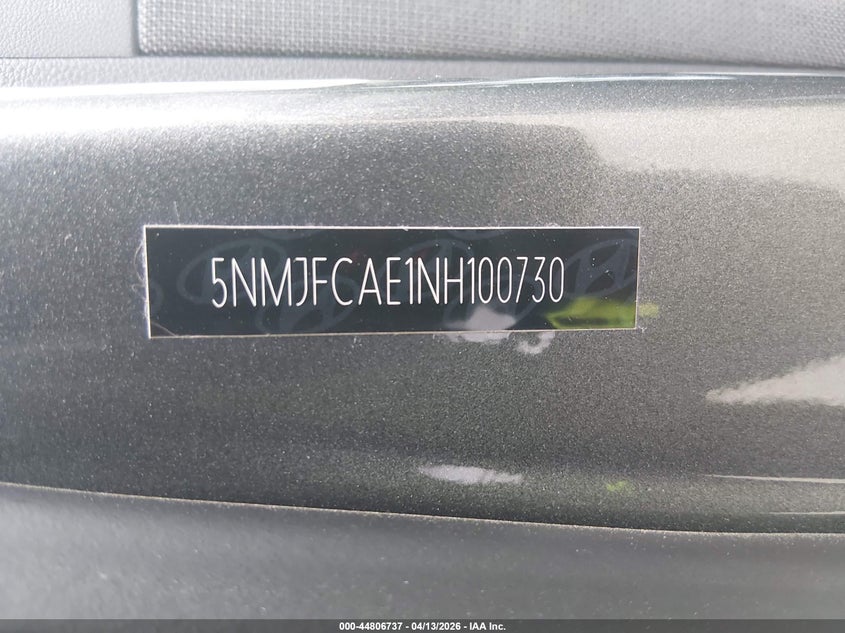 5NMJFCAE1NH100730
000-44806737 - 04/13/2026 - IAA Inc.